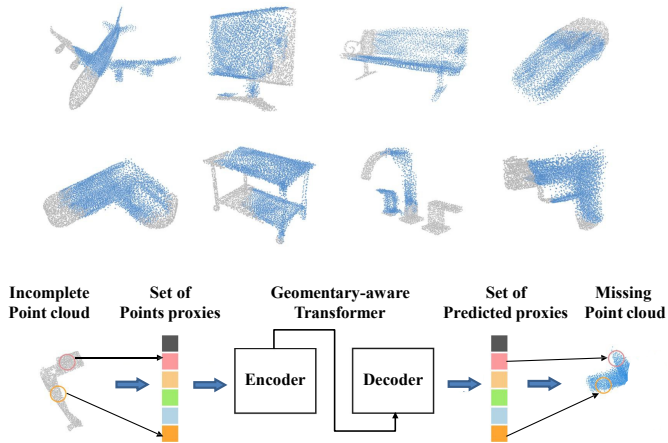 Incomplete
Point cloud
Set of
Points proxies
Geomentary-aware
Transformer
Set of
Predicted proxies
Missing
Point cloud
Encoder
Decoder